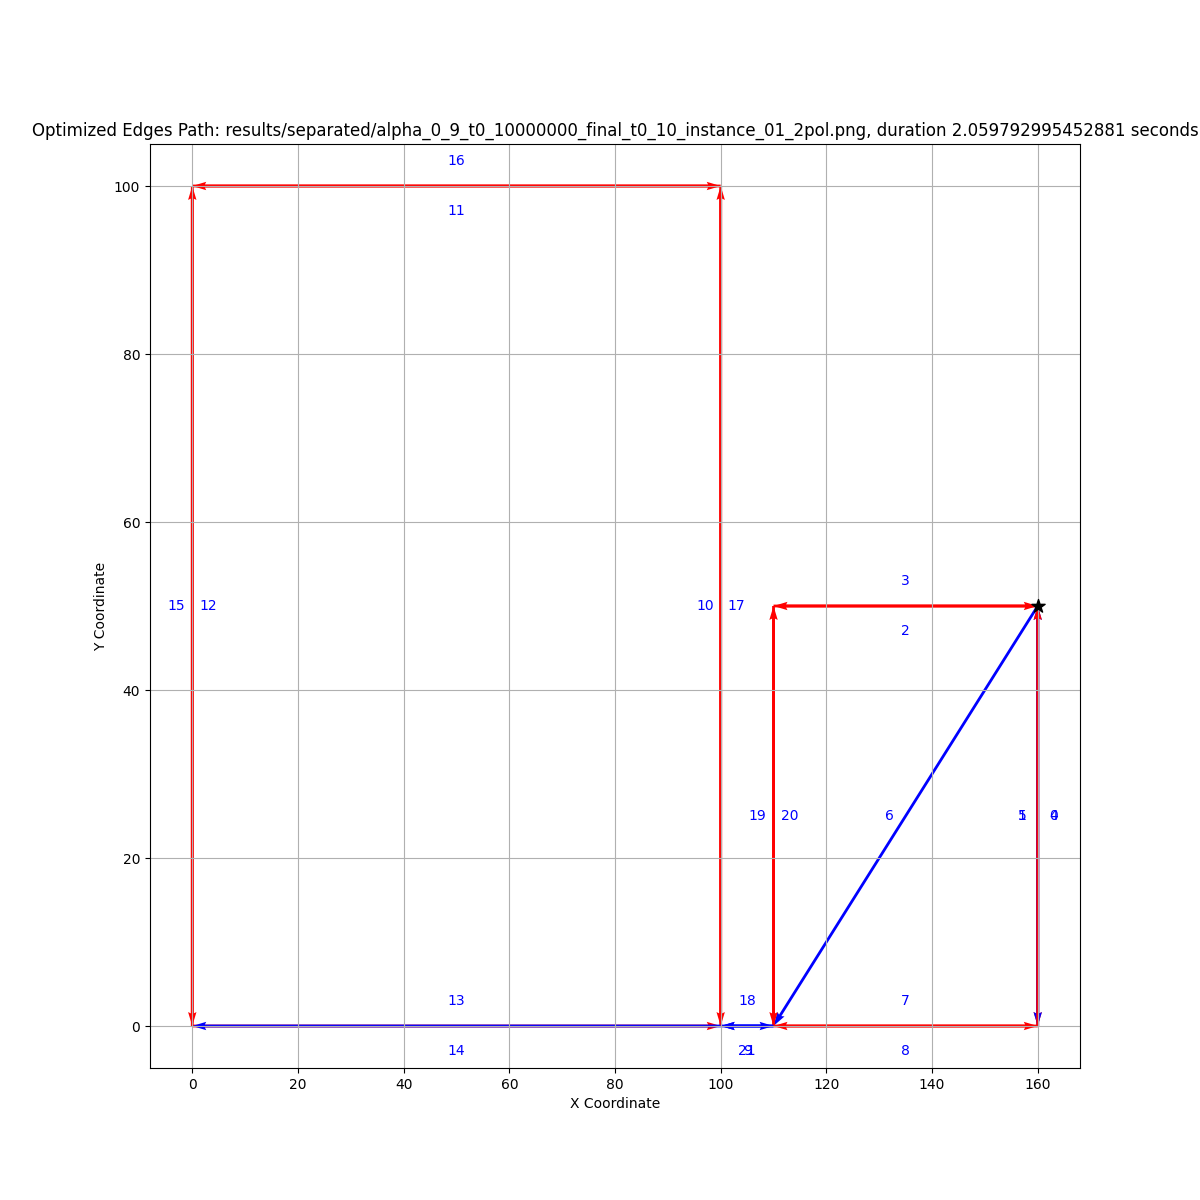 Optimized Edges Path: results/separated/alpha_0_9_t0_10000000_final_t0_10_instance_01_2pol.png, duration 2.059792995452881 seconds
16
100
11
80
60
3
15 12 10 17
2
40
19 20 6
20
13 18 7
0
14 8
0 20 40 60 80 100 120 140 160
X Coordinate
Y Coordinate